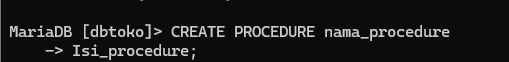 MariaDB [dbtoko]> CREATE PROCEDURE nama_procedure
    -> Isi_procedure;